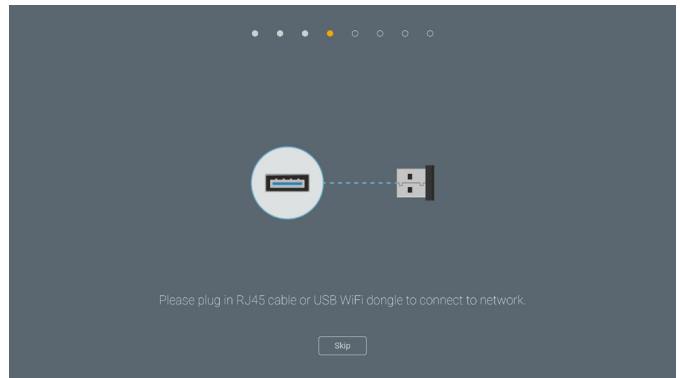 Please plug in RJ45 cable or USB WiFi dongle to connect to network.
Skip